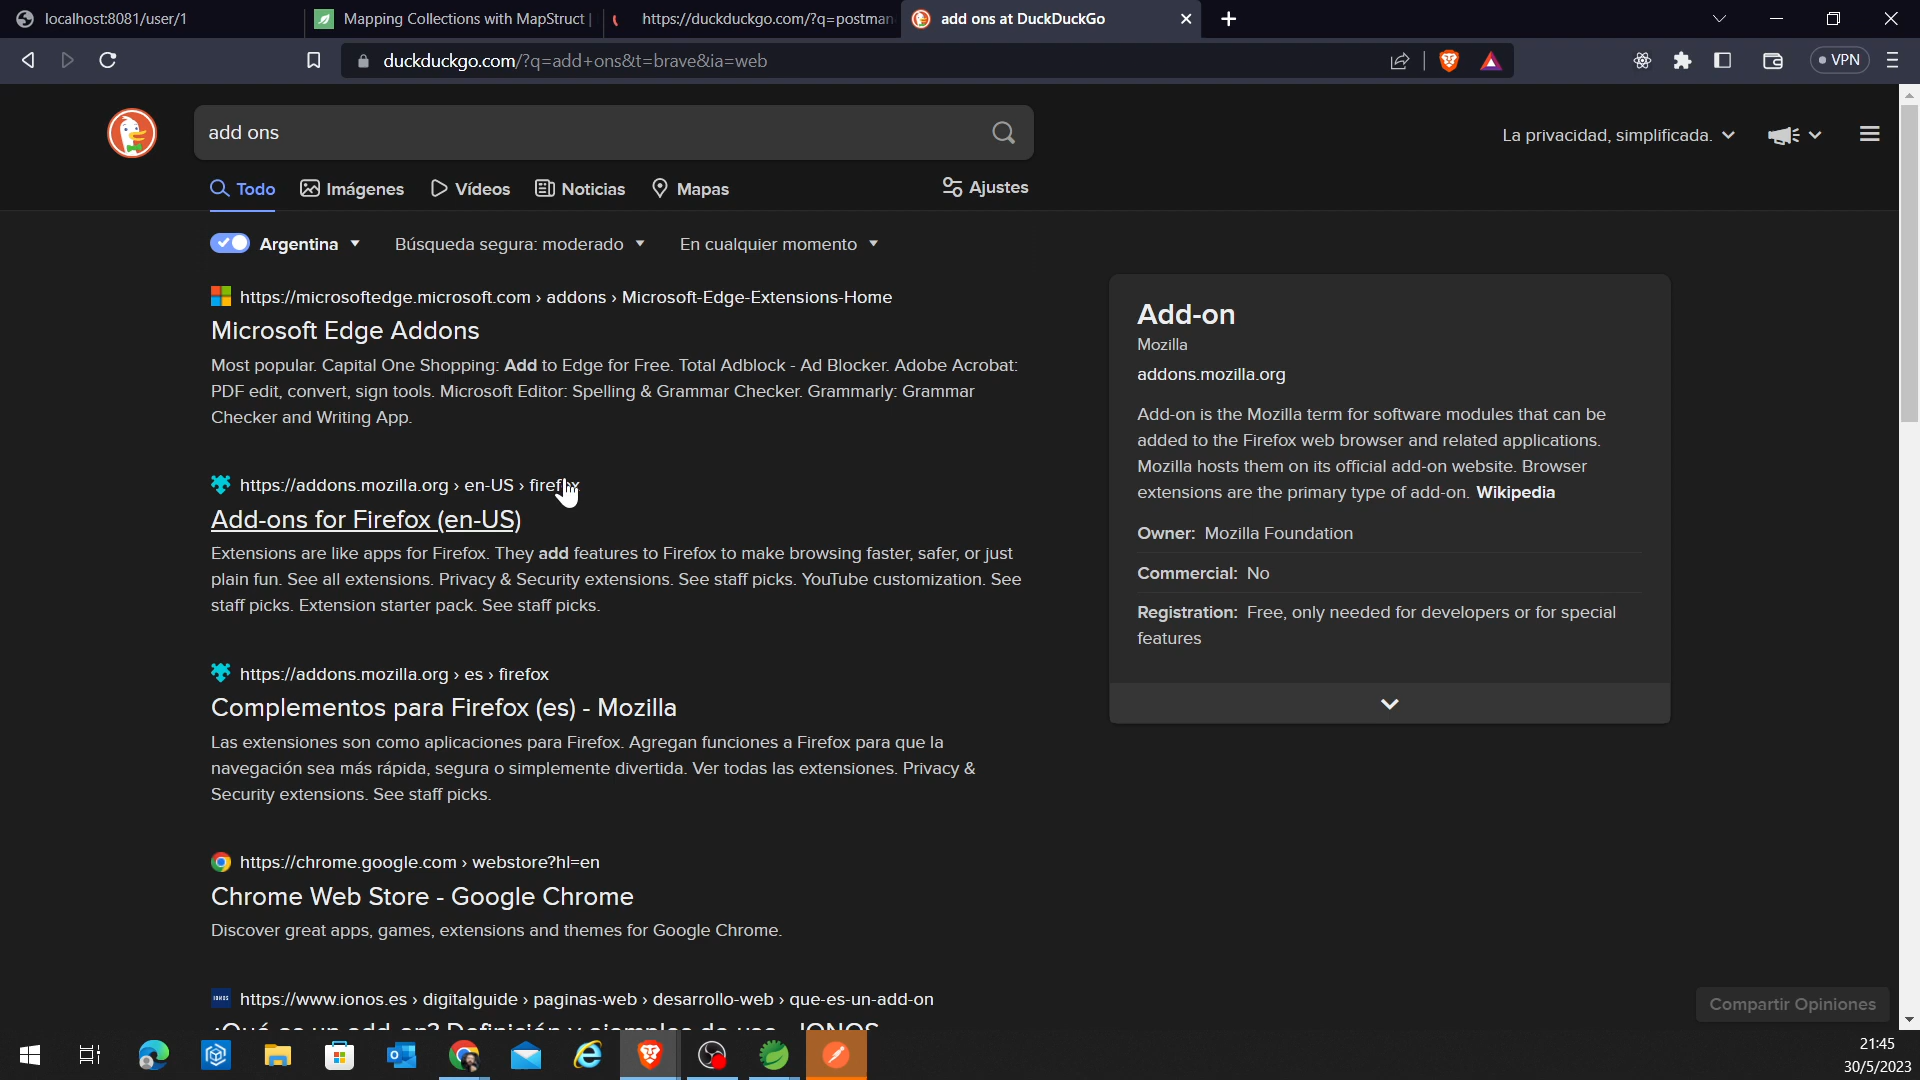 localhost:8081/user/1
Mapping Collections with MapStruct |
https://duckduckgo.com/?q=postman
add ons at DuckDuckGo
duckduckgo.com/?q=add+ons&t=brave&ia=web
VPN
add ons
La privacidad, simplificada.
Todo
Imágenes
Vídeos
Noticias
Mapas
Ajustes
Argentina
Búsqueda segura: moderado
En cualquier momento
https://microsoftedge.microsoft.com › addons › Microsoft-Edge-Extensions-Home
Microsoft Edge Addons
Most popular. Capital One Shopping: Add to Edge for Free. Total Adblock - Ad Blocker. Adobe Acrobat:
PDF edit, convert, sign tools. Microsoft Editor: Spelling & Grammar Checker. Grammarly: Grammar
Checker and Writing App.
https://addons.mozilla.org › en-US › firefox
Add-ons for Firefox (en-US)
Extensions are like apps for Firefox. They add features to Firefox to make browsing faster, safer, or just
plain fun. See all extensions. Privacy & Security extensions. See staff picks. YouTube customization. See
staff picks. Extension starter pack. See staff picks.
https://addons.mozilla.org › es › firefox
Complementos para Firefox (es) - Mozilla
Las extensiones son como aplicaciones para Firefox. Agregan funciones a Firefox para que la
navegación sea más rápida, segura o simplemente divertida. Ver todas las extensiones. Privacy &
Security extensions. See staff picks.
https://chrome.google.com › webstore?hl=en
Chrome Web Store - Google Chrome
Discover great apps, games, extensions and themes for Google Chrome.
https://www.ionos.es › digitalguide › paginas-web › desarrollo-web › que-es-un-add-on
¿Qué es un add-on? Definición y ejemplos de uso - IONOS
Add-on
Mozilla
addons.mozilla.org
Add-on is the Mozilla term for software modules that can be
added to the Firefox web browser and related applications.
Mozilla hosts them on its official add-on website. Browser
extensions are the primary type of add-on. Wikipedia
Owner: Mozilla Foundation
Commercial: No
Registration: Free, only needed for developers or for special
features
Compartir Opiniones
21:45
30/5/2023